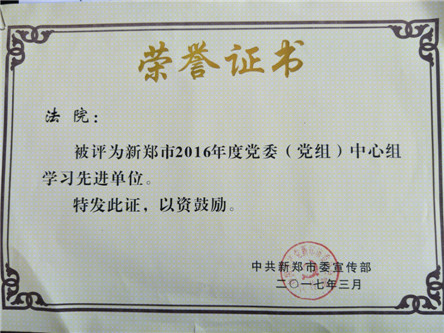 荣誉证书
法 院：
被评为新郑市2016年度党委（党组）中心组
学习先进单位。
特发此证，以资鼓励。
中共新郑市委宣传部
二〇一七年三月